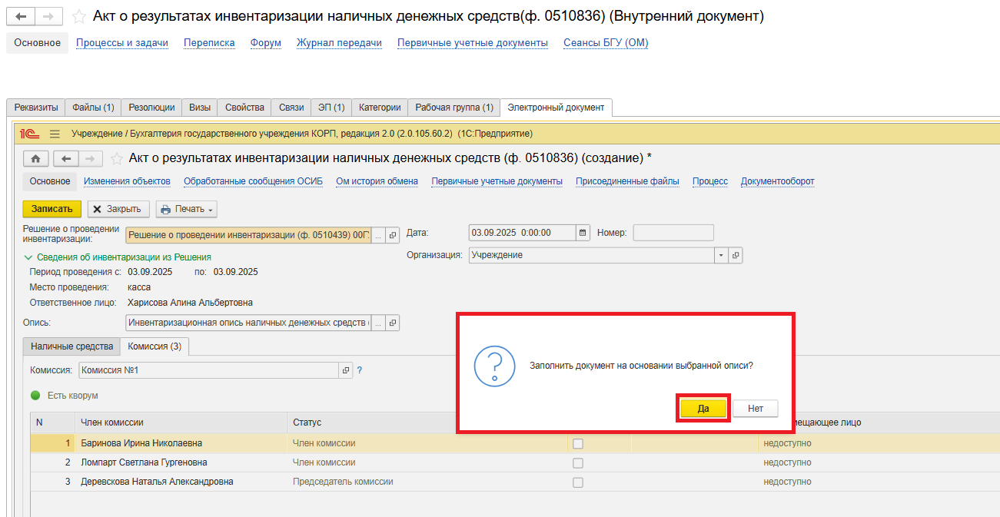 Акт о результатах инвентаризации наличных денежных средств(ф. 0510836) (Внутренний документ)
Основное Процессы и задачи Переписка Форум Журнал передачи Первичные учетные документы Сеансы БГУ (ОМ)
Реквизиты Файлы (1) Резолюции Визы Свойства Связи ЭП (1) Категории Рабочая группа (1) Электронный документ
1С Учреждение / Бухгалтерия государственного учреждения КОРП, редакция 2.0 (2.0.105.60.2) (1С:Предприятие)
Акт о результатах инвентаризации наличных денежных средств (ф. 0510836) (создание) *
Основное Изменения объектов Обработанные сообщения ОСИБ Ом история обмена Первичные учетные документы Присоединенные файлы Процесс Документооборот
Записать Закрыть Печать
Решение о проведении инвентаризации: Решение о проведении инвентаризации (ф. 0510439) 00Г ... Дата: 03.09.2025 0:00:00 Номер:
Сведения об инвентаризации из Решения Организация: Учреждение
Период проведения с: 03.09.2025 по: 03.09.2025
Место проведения: касса
Ответственное лицо: Харисова Алина Альбертовна
Опись: Инвентаризационная опись наличных денежных средств ( ...
Наличные средства Комиссия (3)
Комиссия: Комиссия №1 ?
Есть кворум
Заполнить документ на основании выбранной описи?
Да Нет
N Член комиссии Статус мещающее лицо
1 Баринова Ирина Николаевна Член комиссии недоступно
2 Ломпарт Светлана Гургеновна Член комиссии недоступно
3 Деревскова Наталья Александровна Председатель комиссии недоступно